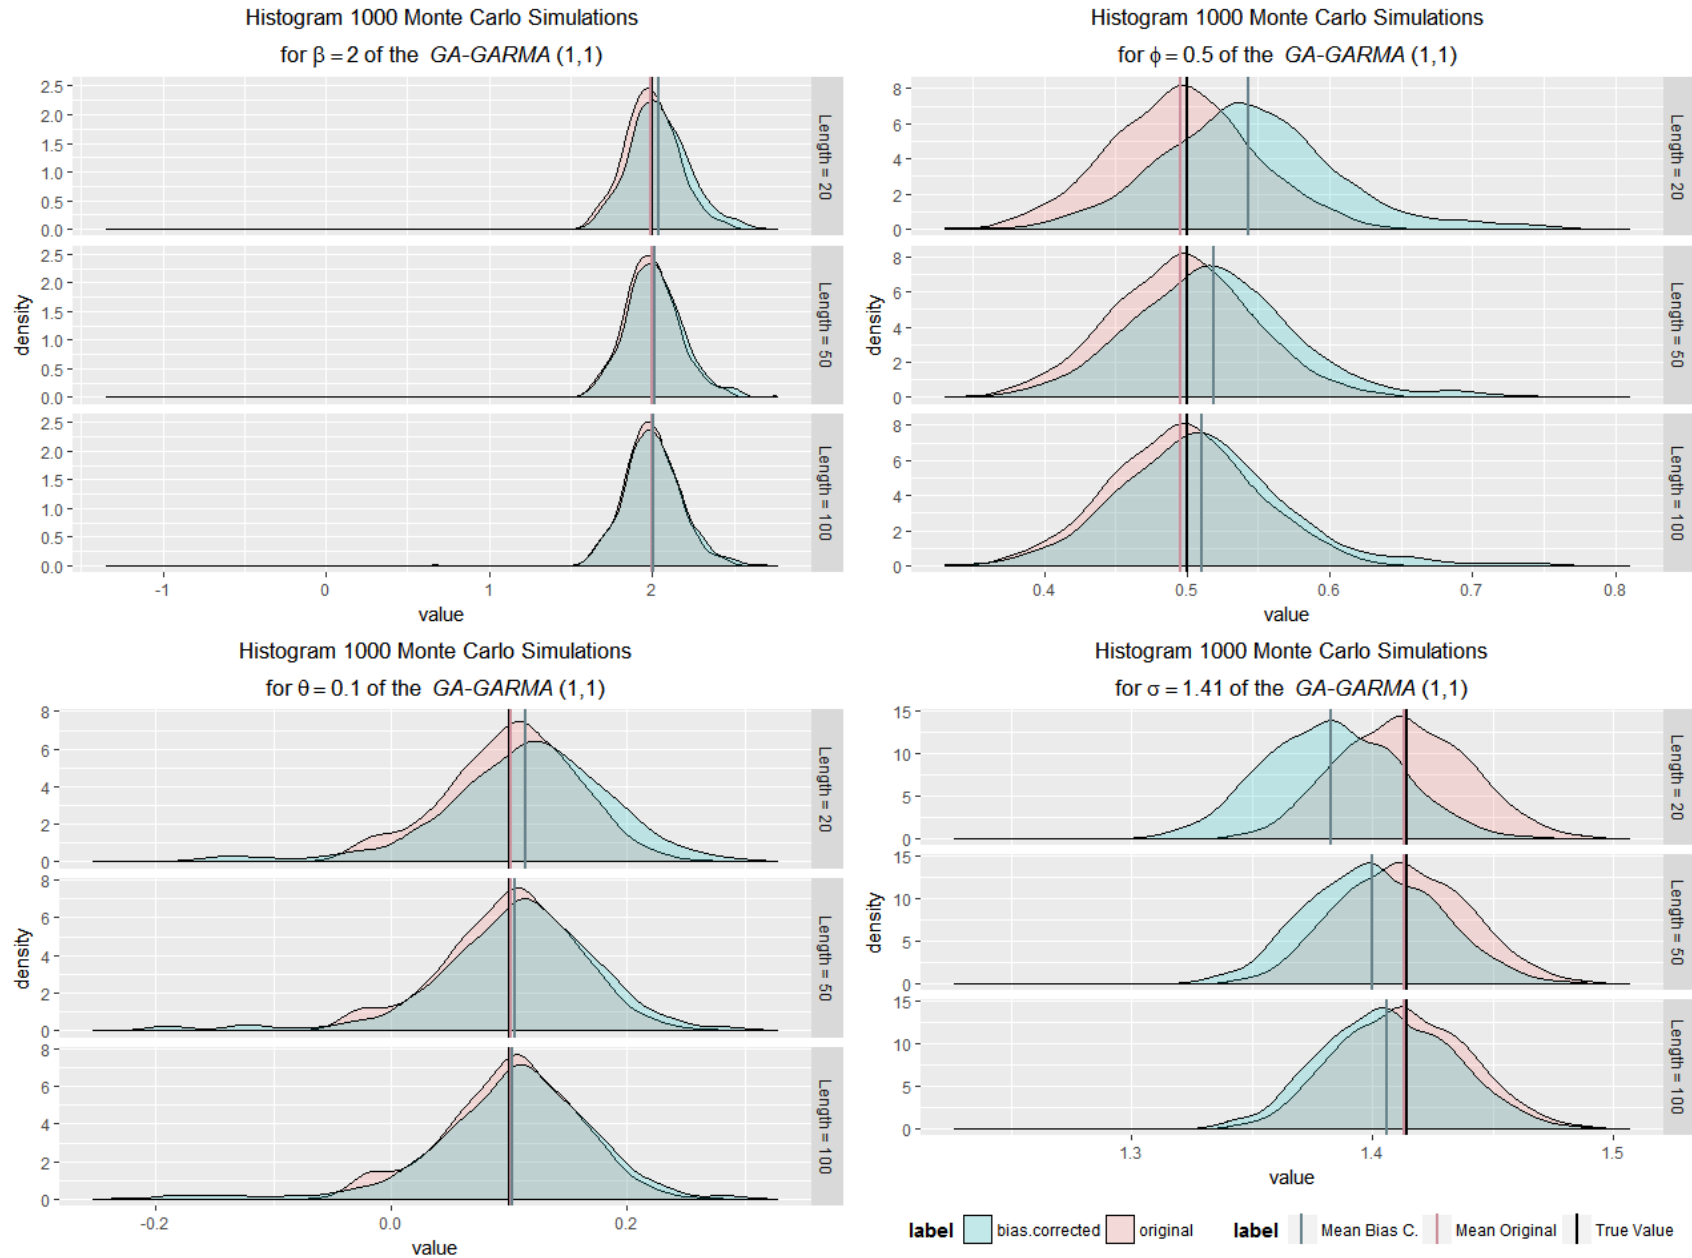 Histogram 1000 Monte Carlo Simulations
for β = 2 of the GA-GARMA (1,1)
density
2.5
2.0
1.5
1.0
0.5
0.0
Length = 20
2.5
2.0
1.5
1.0
0.5
0.0
Length = 50
2.5
2.0
1.5
1.0
0.5
0.0
Length = 100
-1 0 1 2
value
Histogram 1000 Monte Carlo Simulations
for ϕ = 0.5 of the GA-GARMA (1,1)
density
8
6
4
2
0
Length = 20
8
6
4
2
0
Length = 50
8
6
4
2
0
Length = 100
0.4 0.5 0.6 0.7 0.8
value
Histogram 1000 Monte Carlo Simulations
for θ = 0.1 of the GA-GARMA (1,1)
density
8
6
4
2
0
Length = 20
8
6
4
2
0
Length = 50
8
6
4
2
0
Length = 100
-0.2 0.0 0.2
value
Histogram 1000 Monte Carlo Simulations
for σ = 1.41 of the GA-GARMA (1,1)
density
15
10
5
0
Length = 20
15
10
5
0
Length = 50
15
10
5
0
Length = 100
1.3 1.4 1.5
value
label bias.corrected original label Mean Bias C. Mean Original True Value